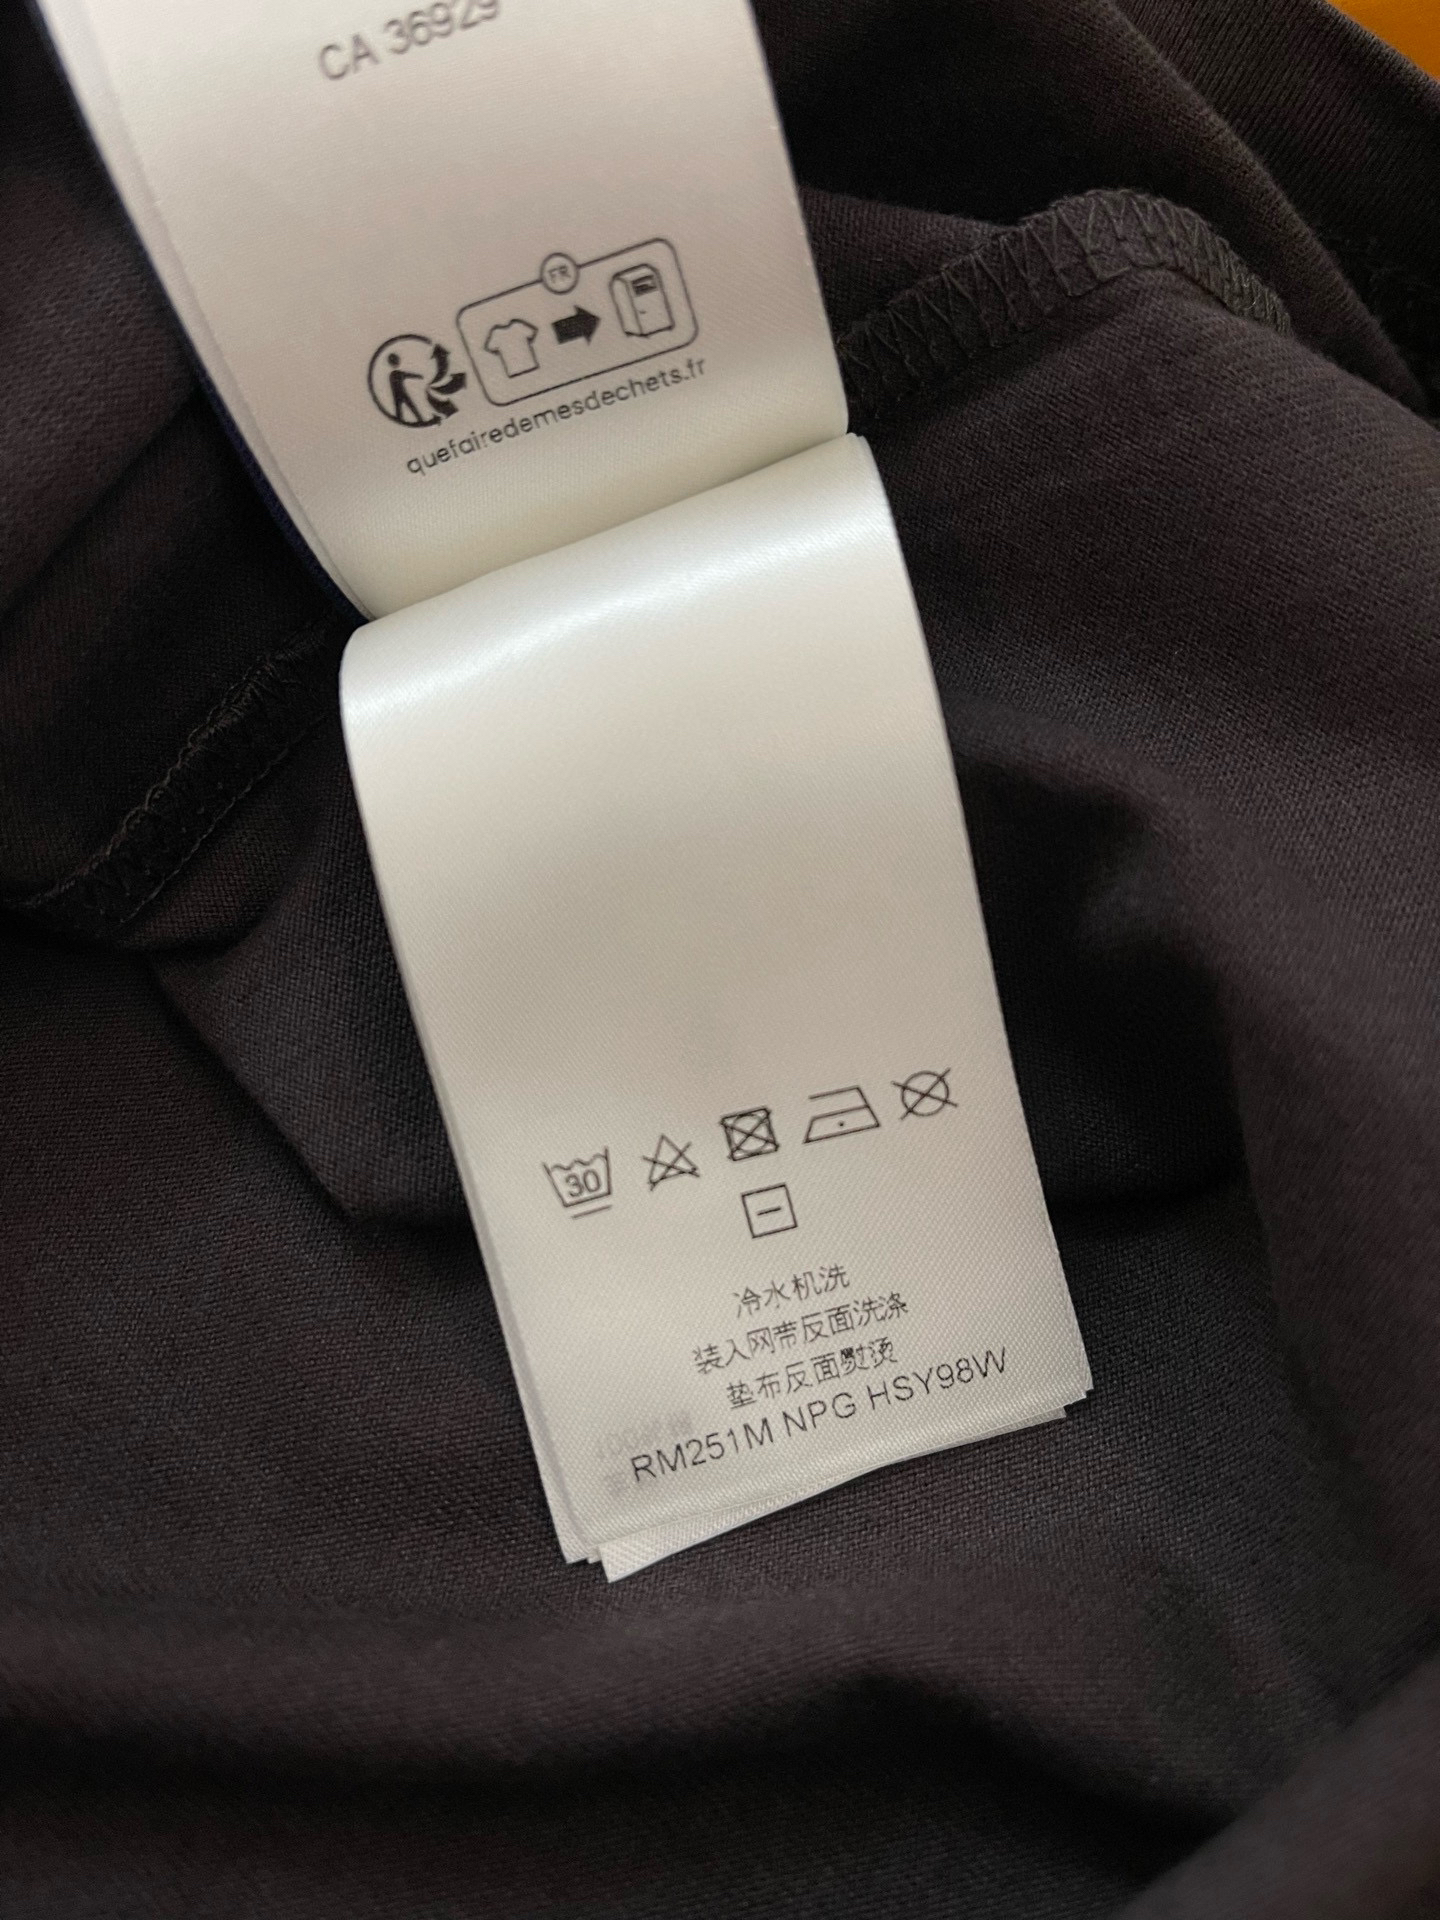 CA 36929
FR
quefairedemesdechets.fr
30
冷水机洗
装入网带反面洗涤
垫布反面熨烫
RM251M NPG HSY98W